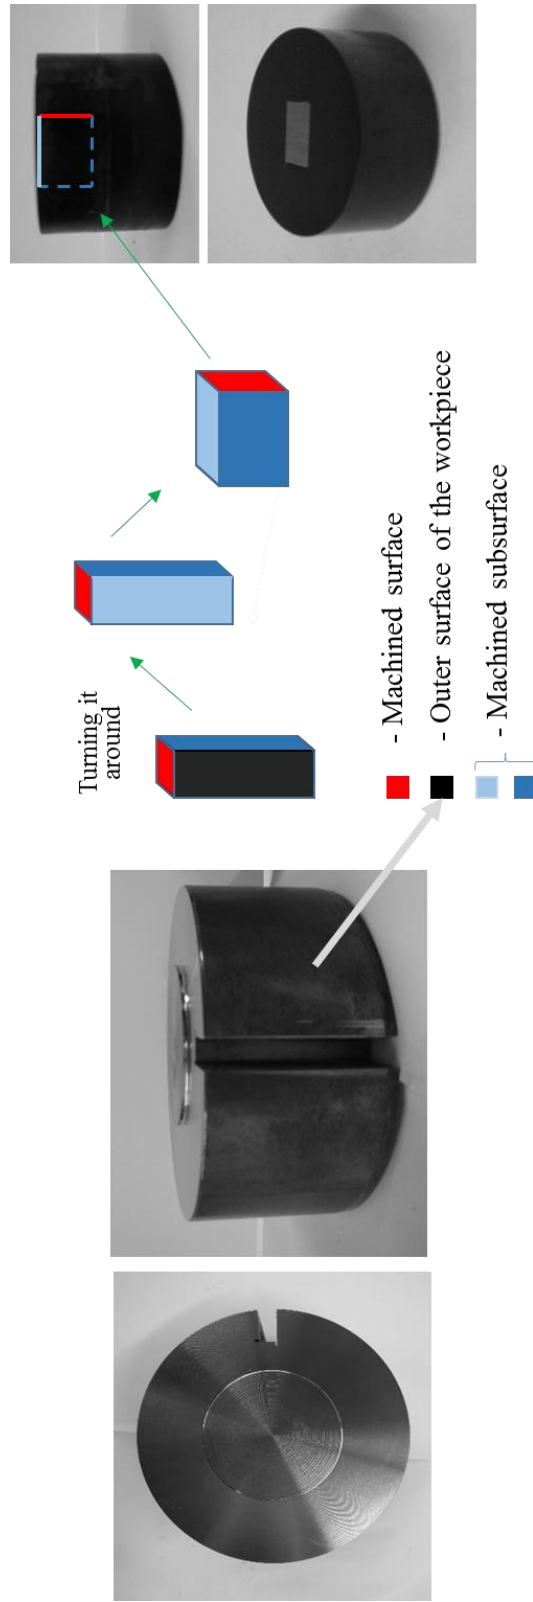 Turning it
around
- Machined surface
- Outer surface of the workpiece
- Machined subsurface